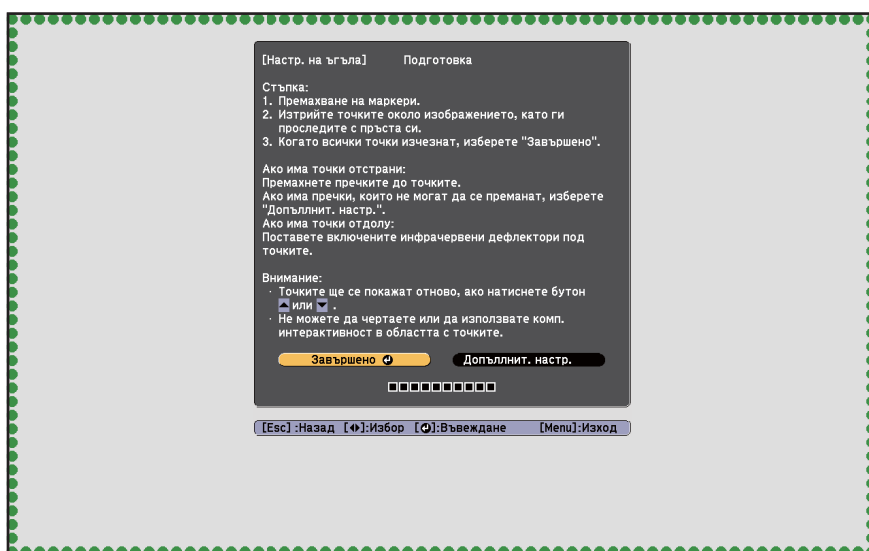 [Настр. на ъгъла] Подготовка
Стъпка:
1. Премахване на маркери.
2. Изтрийте точките около изображението, като ги
проследите с пръста си.
3. Когато всички точки изчезнат, изберете "Завършено".
Ако има точки отстрани:
Премахнете пречките до точките.
Ако има пречки, които не могат да се преманат, изберете
"Допъллнит. настр.".
Ако има точки отдолу:
Поставете включените инфрачервени дефлектори под
точките.
Внимание:
· Точките ще се покажат отново, ако натиснете бутон
или .
· Не можете да чертаете или да използвате комп.
интерактивност в областта с точките.
Завършено Допъллнит. настр.
[Esc] :Назад [ ]:Избор [ ]:Въвеждане [Menu]:Изход